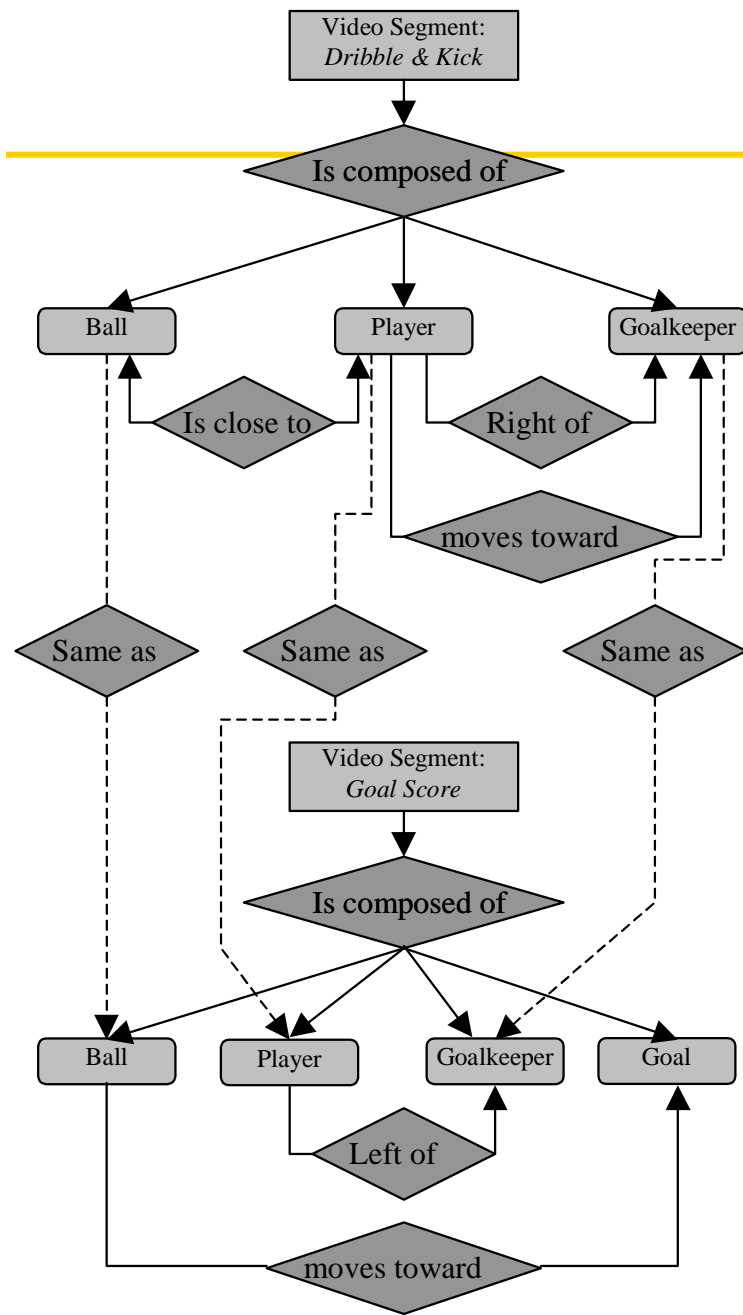 Video Segment:
Dribble & Kick
Is composed of
Ball
Player
Goalkeeper
Is close to
Right of
moves toward
Same as
Same as
Same as
Video Segment:
Goal Score
Is composed of
Ball
Player
Goalkeeper
Goal
Left of
moves toward